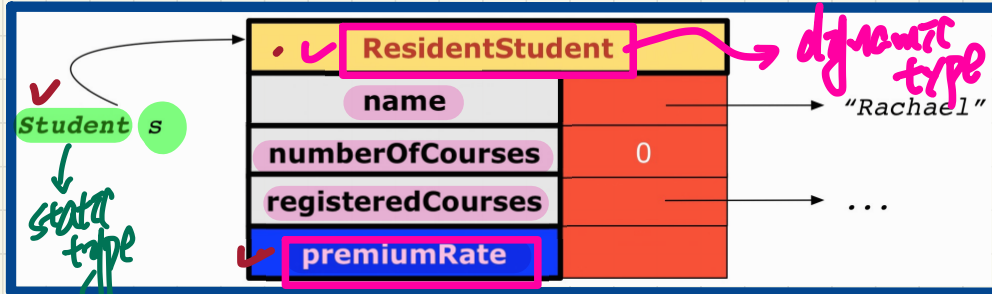 ResidentStudent
dynamic
type
name
"Rachael"
Student s
numberOfCourses 0
static
type
registeredCourses ...
premiumRate